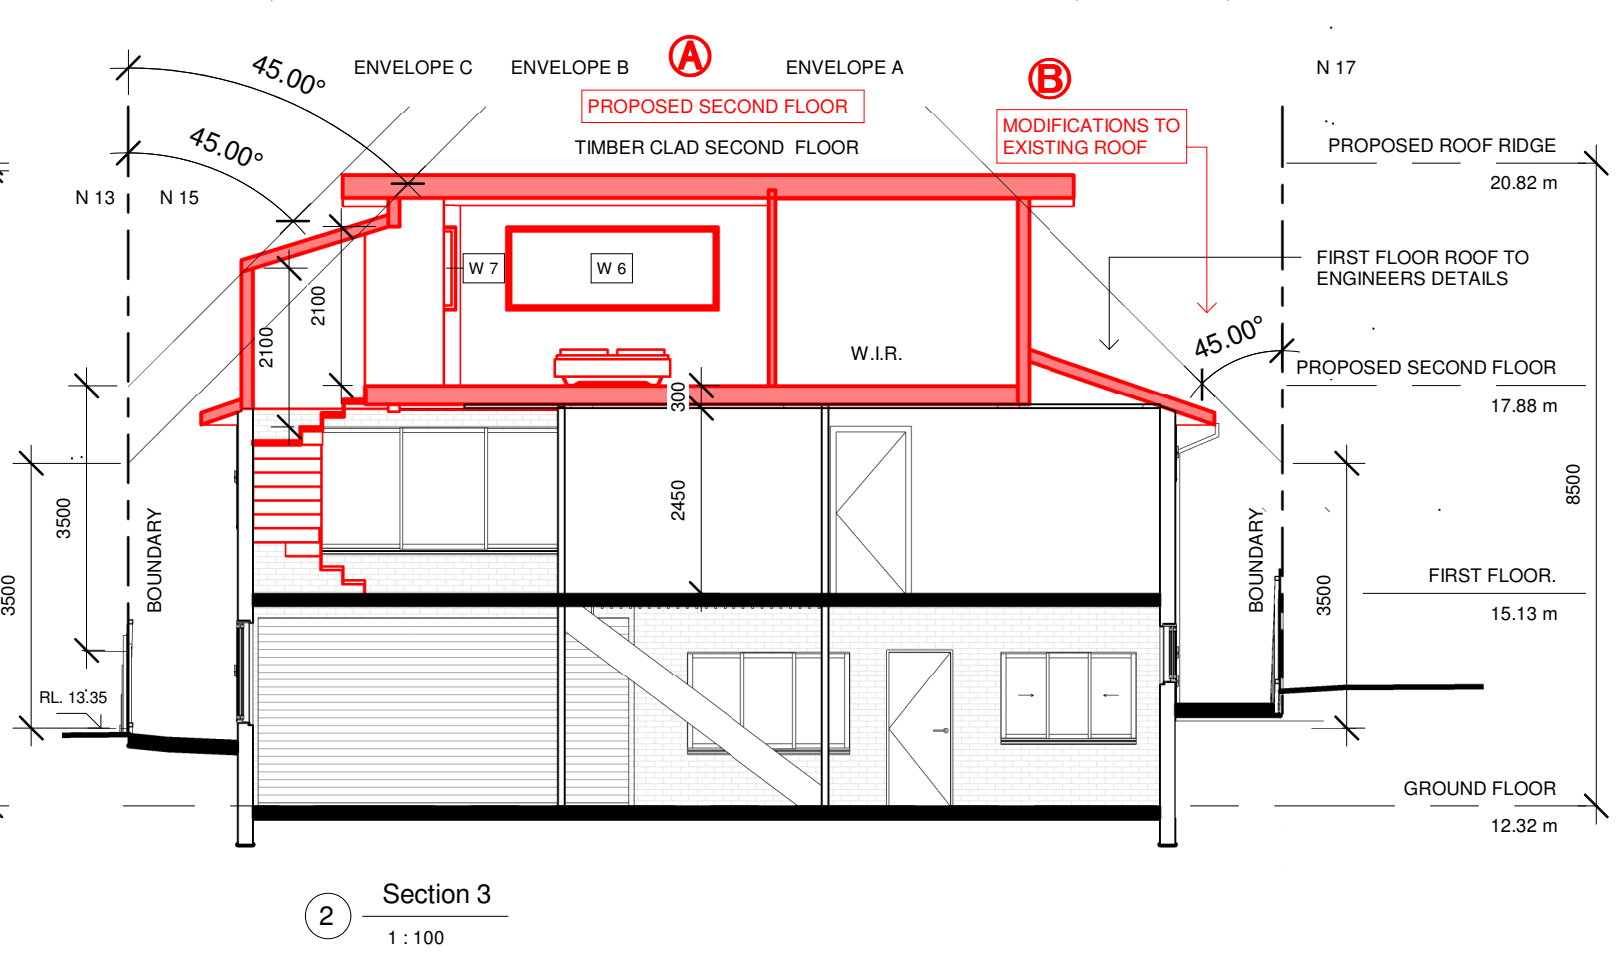 45.00°
ENVELOPE C
ENVELOPE B
A
ENVELOPE A
B
N 17
PROPOSED SECOND FLOOR
MODIFICATIONS TO
EXISTING ROOF
45.00°
TIMBER CLAD SECOND FLOOR
PROPOSED ROOF RIDGE
20.82 m
N 13
N 15
W 7
W 6
FIRST FLOOR ROOF TO
ENGINEERS DETAILS
2100
2100
45.00°
W.I.R.
PROPOSED SECOND FLOOR
17.88 m
300
3500
2450
8500
BOUNDARY
BOUNDARY
3500
3500
FIRST FLOOR.
15.13 m
RL. 13.35
GROUND FLOOR
12.32 m
2
Section 3
1 : 100